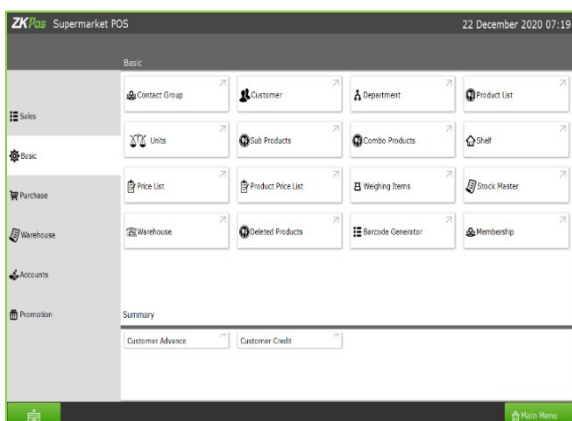 ZKPos Supermarket POS 22 December 2020 07:19
Basic
Contact Group Customer Department Product List
Sales
Units Sub Products Combo Products Shelf
Basic
Price List Product Price List Weighing Items Stock Master
Purchase
Warehouse Deleted Products Barcode Generator Membership
Warehouse
Accounts
Promotion Summary
Customer Advance Customer Credit
Main Menu